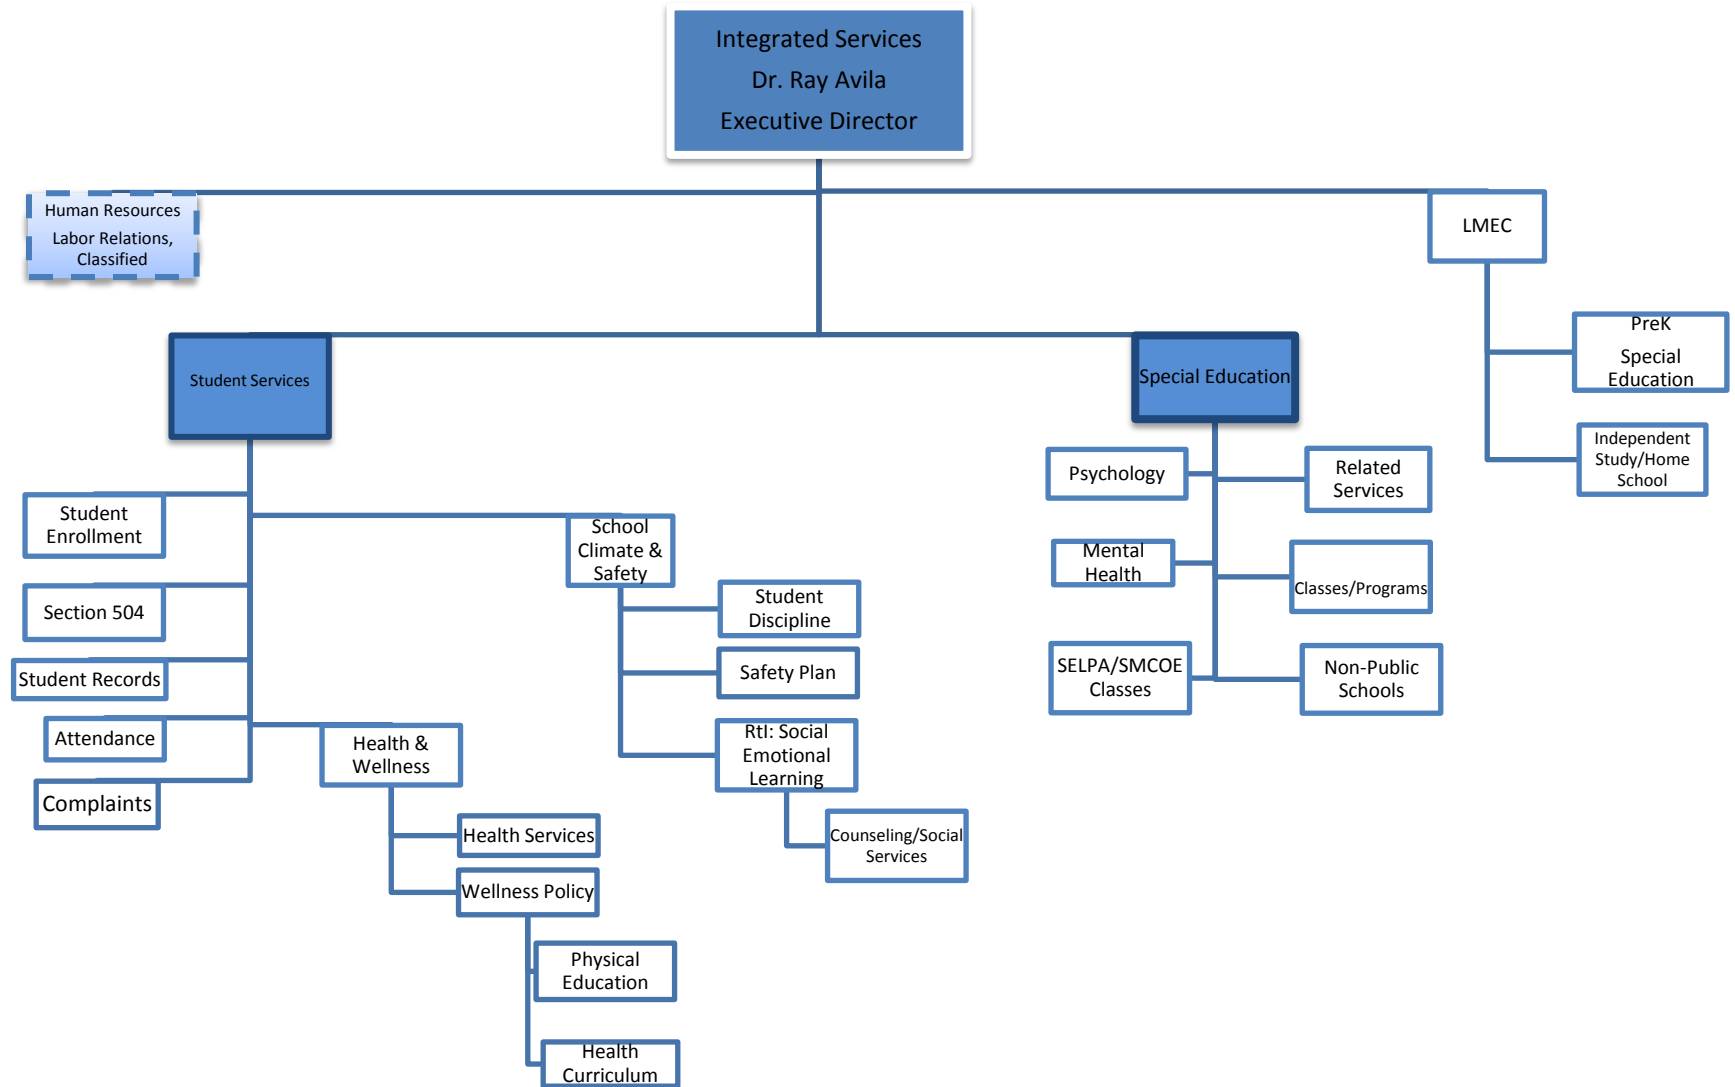 Integrated Services
Dr. Ray Avila
Executive Director
Human Resources
Labor Relations,
Classified
LMEC
PreK
Special
Education
Independent
Study/Home
School
Student Services
Special Education
Student
Enrollment
Section 504
Student Records
Attendance
Complaints
School
Climate &
Safety
Student
Discipline
Safety Plan
RtI: Social
Emotional
Learning
Counseling/Social
Services
Health &
Wellness
Health Services
Wellness Policy
Physical
Education
Health
Curriculum
Psychology
Related
Services
Mental
Health
Classes/Programs
SELPA/SMCOE
Classes
Non-Public
Schools